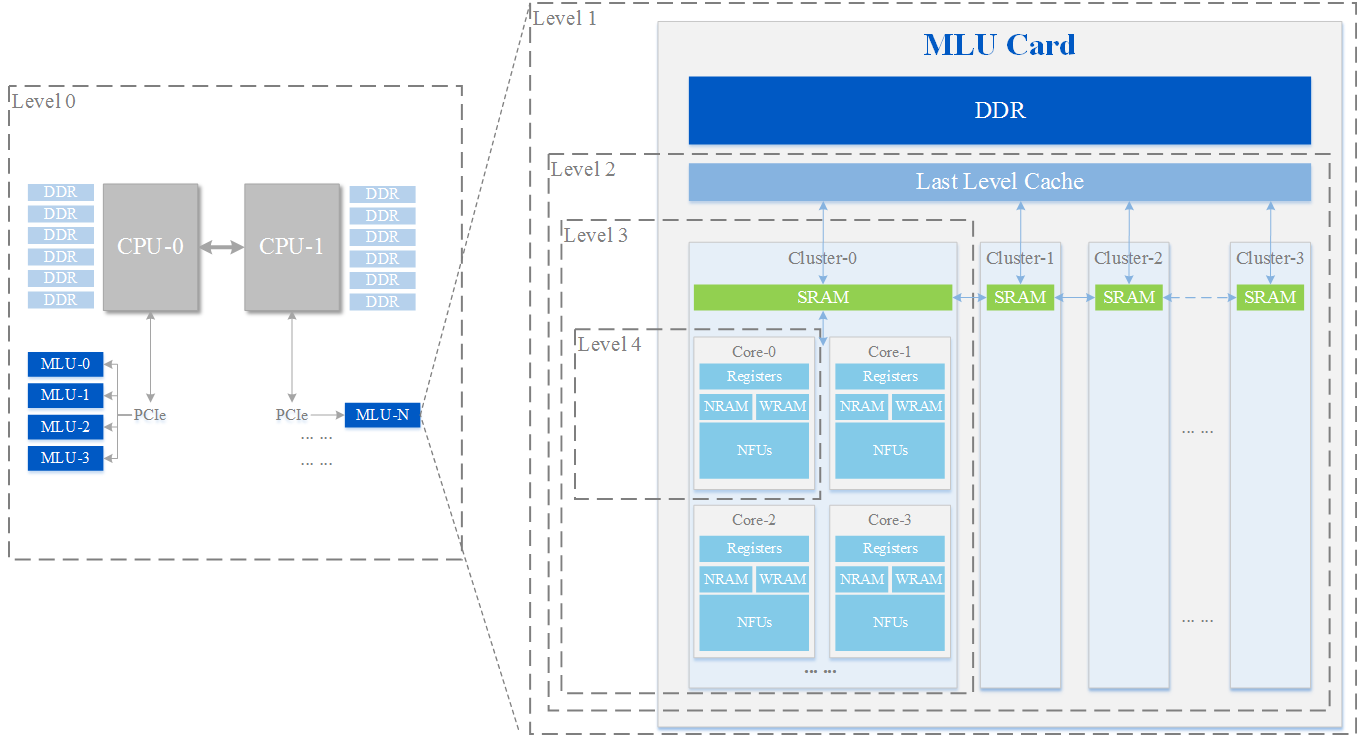 Level 0
DDR
DDR
DDR
DDR
DDR
DDR
CPU-0
CPU-1
DDR
DDR
DDR
DDR
DDR
DDR
MLU-0
MLU-1
MLU-2
MLU-3
PCIe
PCIe
MLU-N
... ...
... ...
Level 1
MLU Card
DDR
Level 2
Last Level Cache
Level 3
Cluster-0
Cluster-1
Cluster-2
Cluster-3
SRAM
SRAM
SRAM
SRAM
Level 4
Core-0
Registers
NRAM
WRAM
NFUs
Core-1
Registers
NRAM
WRAM
NFUs
Core-2
Registers
NRAM
WRAM
NFUs
Core-3
Registers
NRAM
WRAM
NFUs
... ...
... ...
... ...